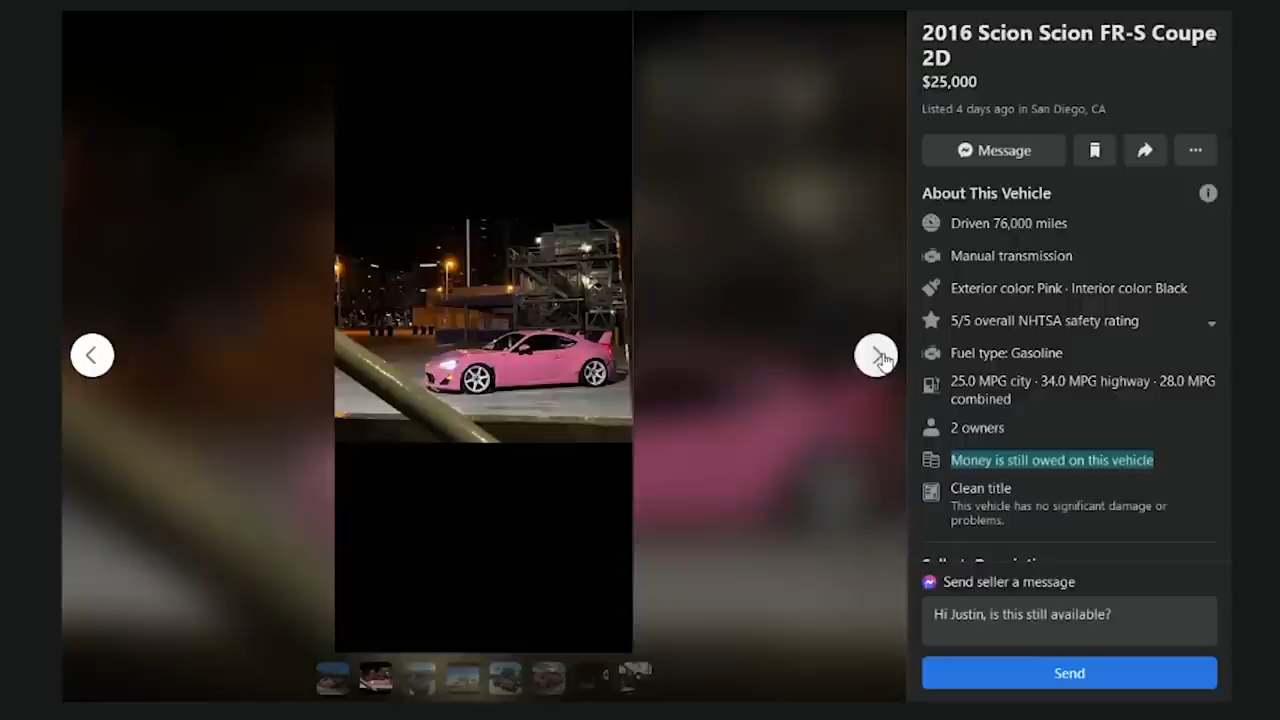 2016 Scion Scion FR-S Coupe
2D
$25,000
Listed 4 days ago in San Diego, CA
Message
About This Vehicle
Driven 76,000 miles
Manual transmission
Exterior color: Pink · Interior color: Black
5/5 overall NHTSA safety rating
Fuel type: Gasoline
25.0 MPG city · 34.0 MPG highway · 28.0 MPG
combined
2 owners
Money is still owed on this vehicle
Clean title
This vehicle has no significant damage or
problems.
Send seller a message
Hi Justin, is this still available?
Send